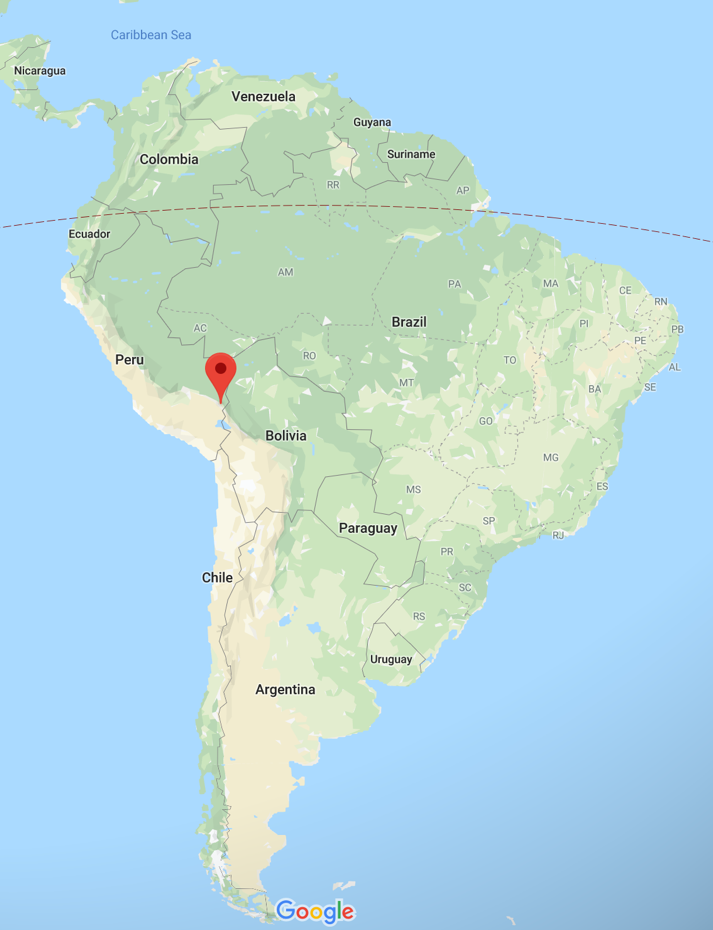 Caribbean Sea
Nicaragua
Venezuela
Guyana
Colombia
Suriname
RR
AP
Ecuador
AM
PA
MA
CE
RN
Brazil
PI
PB
AC
PE
Peru
RO
TO
AL
MT
BA
SE
GO
Bolivia
MG
MS
ES
SP
Paraguay
RJ
PR
Chile
SC
RS
Uruguay
Argentina
Google